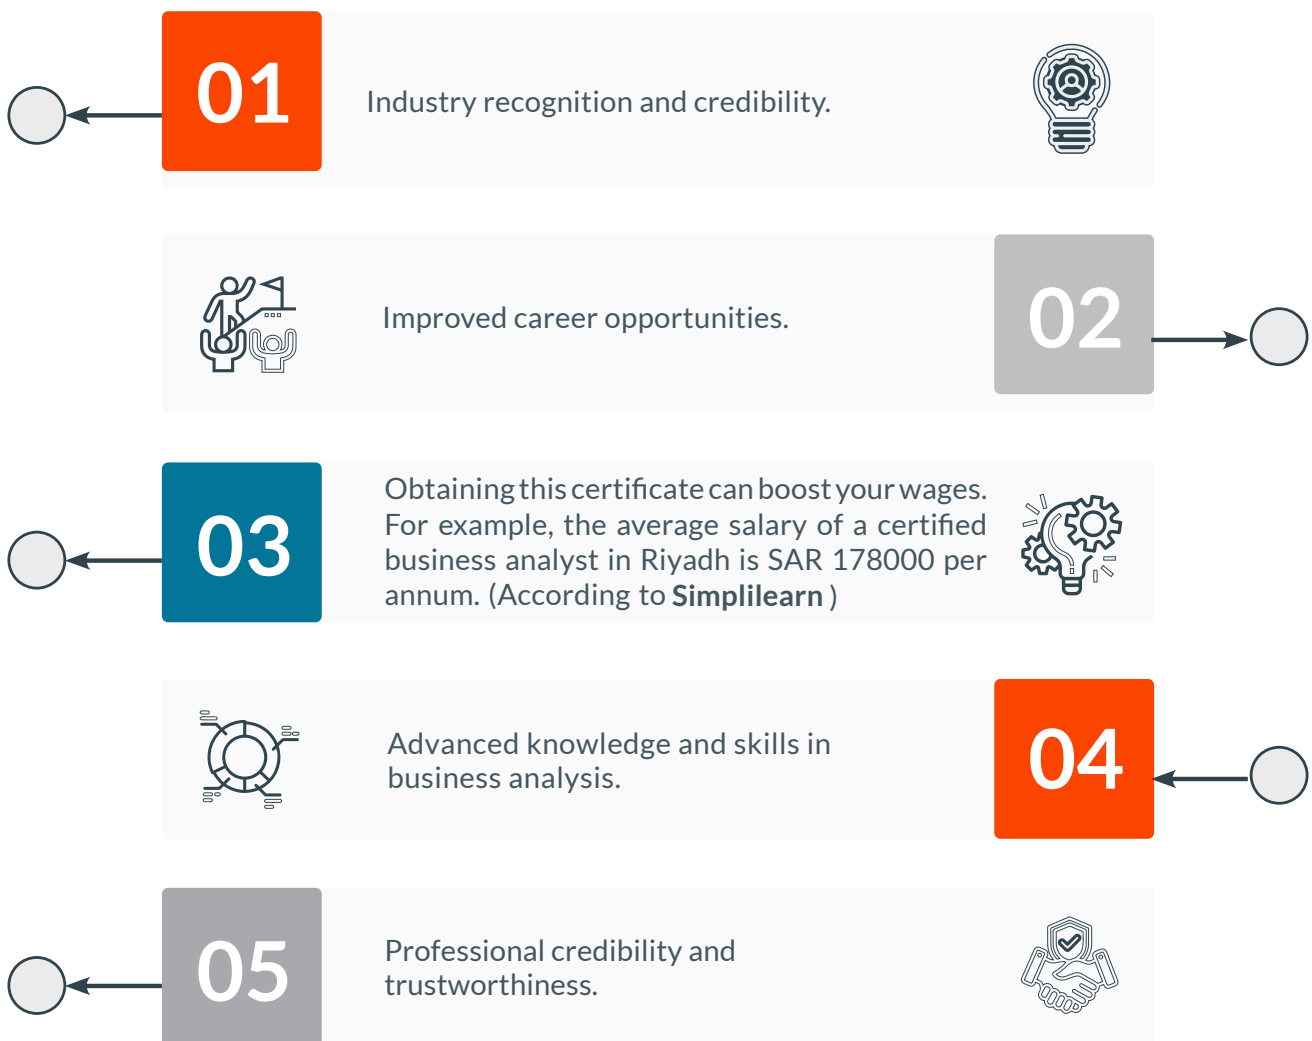 01
Industry recognition and credibility.
Improved career opportunities.
02
03
Obtaining this certificate can boost your wages.
For example, the average salary of a certified
business analyst in Riyadh is SAR 178000 per
annum. (According to Simplilearn )
Advanced knowledge and skills in
business analysis.
04
05
Professional credibility and
trustworthiness.